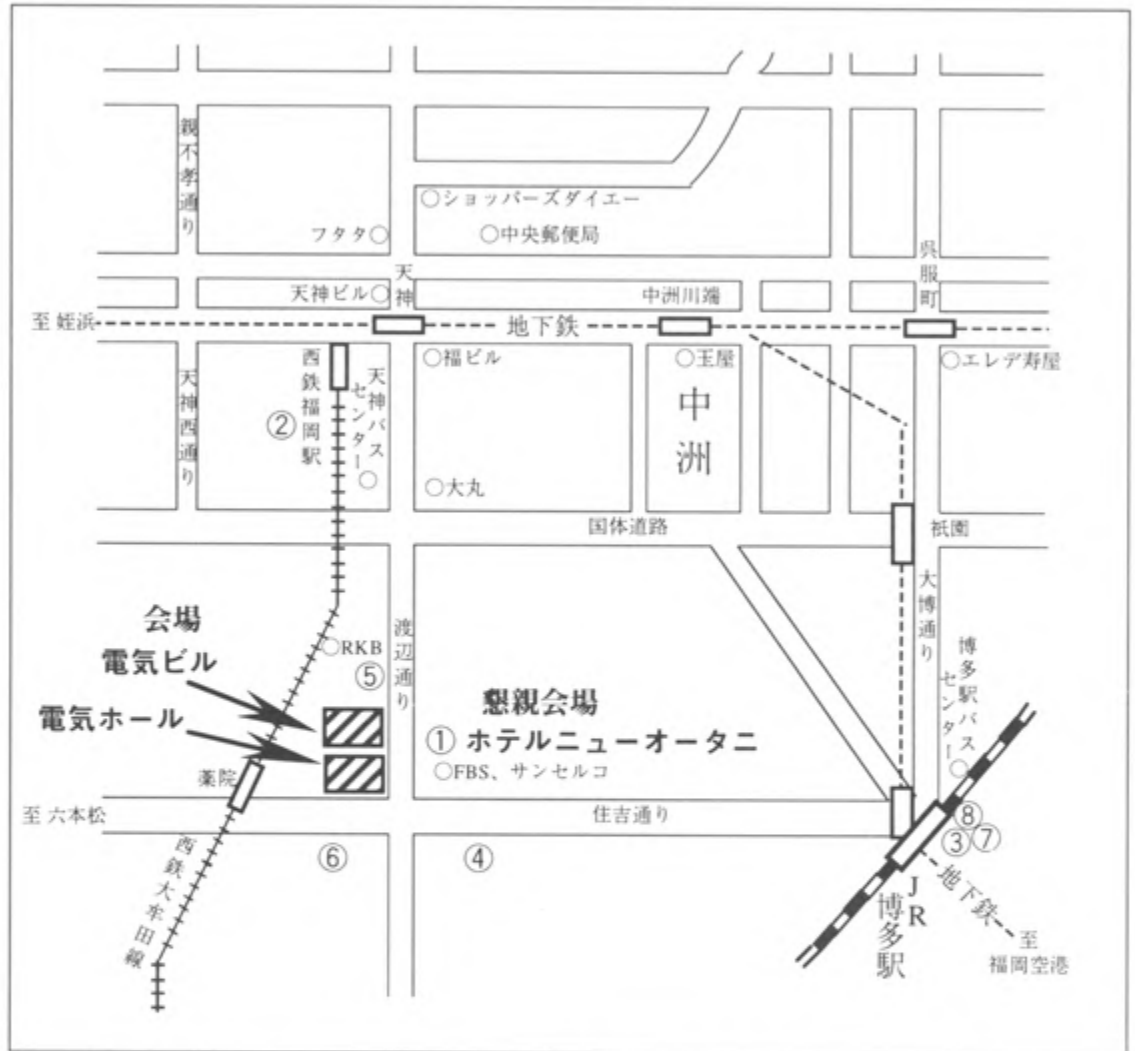 親不孝通り
○ショッパーズダイエー
フタタ○
○中央郵便局
天神
呉服町
天神ビル○
中洲川端
至 姪浜
地下鉄
西鉄福岡駅
天神バスセンター○
○福ビル
○玉屋
○エレデ寿屋
天神西通り
②
中洲
○大丸
国体道路
祇園
大博通り
会場
電気ビル
電気ホール
○RKB
⑤
渡辺通り
懇親会場
① ホテルニューオータニ
○FBS、サンセルコ
博多駅バスセンター○
薬院
至 六本松
住吉通り
⑧
③⑦
⑥
④
西鉄大牟田線
JR博多駅
地下鉄
至福岡空港